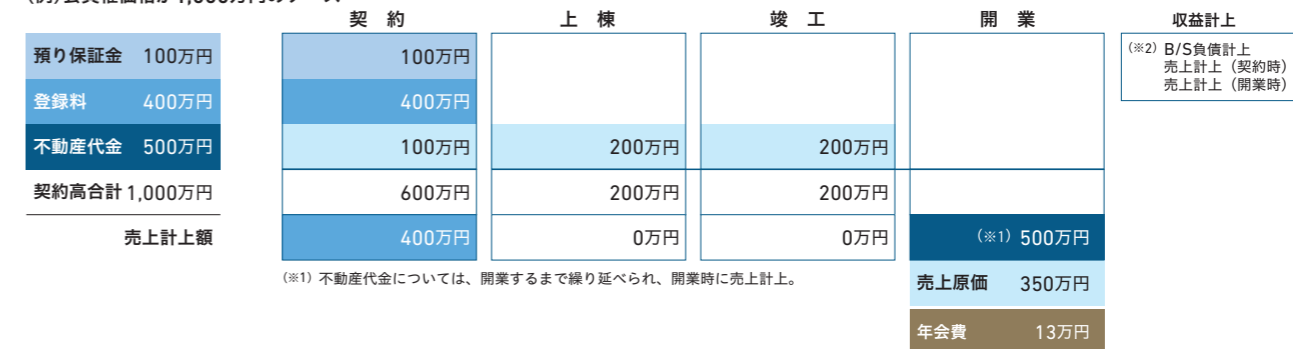 契 約 上 棟 竣 工 開 業 収益計上
預り保証金 100万円 100万円 (※2) B/S負債計上
売上計上（契約時）
売上計上（開業時）
登録料 400万円 400万円
不動産代金 500万円 100万円 200万円 200万円
契約高合計 1,000万円 600万円 200万円 200万円
売上計上額 400万円 0万円 0万円 (※1) 500万円
(※1) 不動産代金については、開業するまで繰り延べられ、開業時に売上計上。
売上原価 350万円
年会費 13万円